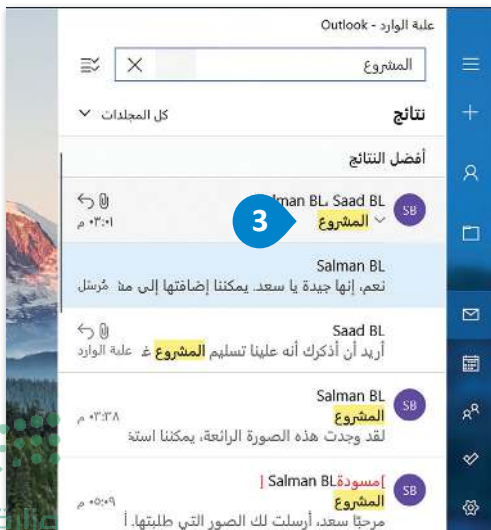 علبة الوارد - Outlook
المشروع
نتائج
كل المجلدات
أفضل النتائج
Salman BL، Saad BL
٠٣:٠١ م
المشروع
3
SB
Salman BL
نعم، إنها جيدة يا سعد. يمكننا إضافتها إلى مذ مُرسَل
Saad BL
أريد أن أذكرك أنه علينا تسليم المشروع غ علبة الوارد
SB
Salman BL
المشروع
٠٣:٣٨ م
لقد وجدت هذه الصورة الرائعة، يمكننا استخ
SB
[مسودة] Salman BL
المشروع
٠٥:٠٩ م
مرحبًا سعد، أرسلت لك الصور التي طلبتها. أ